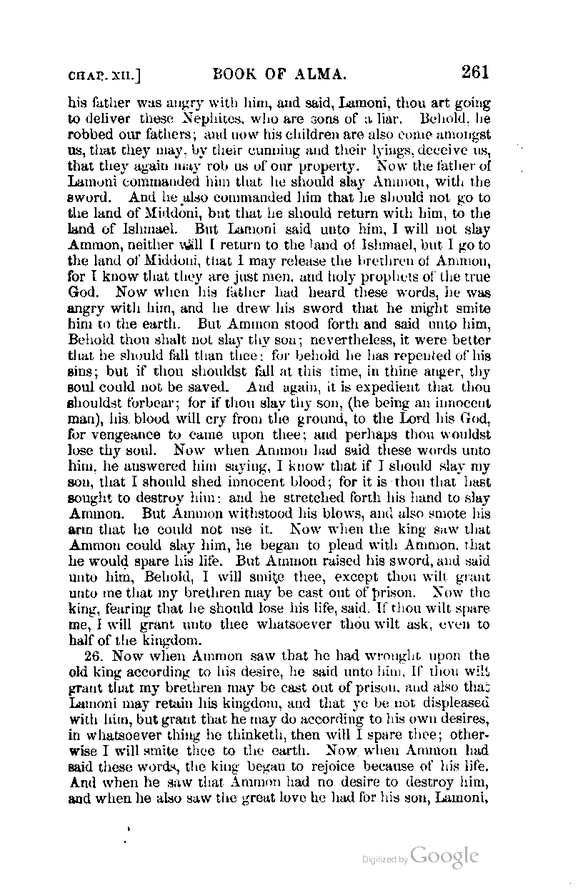 CHAP. XII.] BOOK OF ALMA. 261
his father was angry with him, and said, Lamoni, thou art going
to deliver these Nephites, who are sons of a liar. Behold, he
robbed our fathers; and now his children are also come amongst
us, that they may, by their cunning and their lyings, deceive us,
that they again may rob us of our property. Now the father of
Lamoni commanded him that he should slay Ammon, with the
sword. And he also commanded him that he should not go to
the land of Middoni, but that he should return with him, to the
land of Ishmael. But Lamoni said unto him, I will not slay
Ammon, neither will I return to the land of Ishmael, but I go to
the land of Middoni, that I may release the brethren of Ammon,
for I know that they are just men, and holy prophets of the true
God. Now when his father had heard these words, he was
angry with him, and he drew his sword that he might smite
him to the earth. But Ammon stood forth and said unto him,
Behold thou shalt not slay thy son; nevertheless, it were better
that he should fall than thee: for behold he has repented of his
sins; but if thou shouldst fall at this time, in thine anger, thy
soul could not be saved. And again, it is expedient that thou
shouldst forbear; for if thou slay thy son, (he being an innocent
man), his blood will cry from the ground, to the Lord his God,
for vengeance to came upon thee; and perhaps thou wouldst
lose thy soul. Now when Ammon had said these words unto
him, he answered him saying, I know that if I should slay my
son, that I should shed innocent blood; for it is thou that hast
sought to destroy him: and he stretched forth his hand to slay
Ammon. But Ammon withstood his blows, and also smote his
arm that he could not use it. Now when the king saw that
Ammon could slay him, he began to plead with Ammon, that
he would spare his life. But Ammon raised his sword, and said
unto him, Behold, I will smite thee, except thou wilt grant
unto me that my brethren may be cast out of prison. Now the
king, fearing that he should lose his life, said. If thou wilt spare
me, I will grant unto thee whatsoever thou wilt ask, even to
half of the kingdom.
26. Now when Ammon saw that he had wrought upon the
old king according to his desire, he said unto him, If thou wilt
grant that my brethren may be cast out of prison, and also that
Lamoni may retain his kingdom, and that ye be not displeased
with him, but grant that he may do according to his own desires,
in whatsoever thing he thinketh, then will I spare thee; other-
wise I will smite thee to the earth. Now when Ammon had
said these words, the king began to rejoice because of his life.
And when he saw that Ammon had no desire to destroy him,
and when he also saw the great love he had for his son, Lamoni,
Digitized by Google